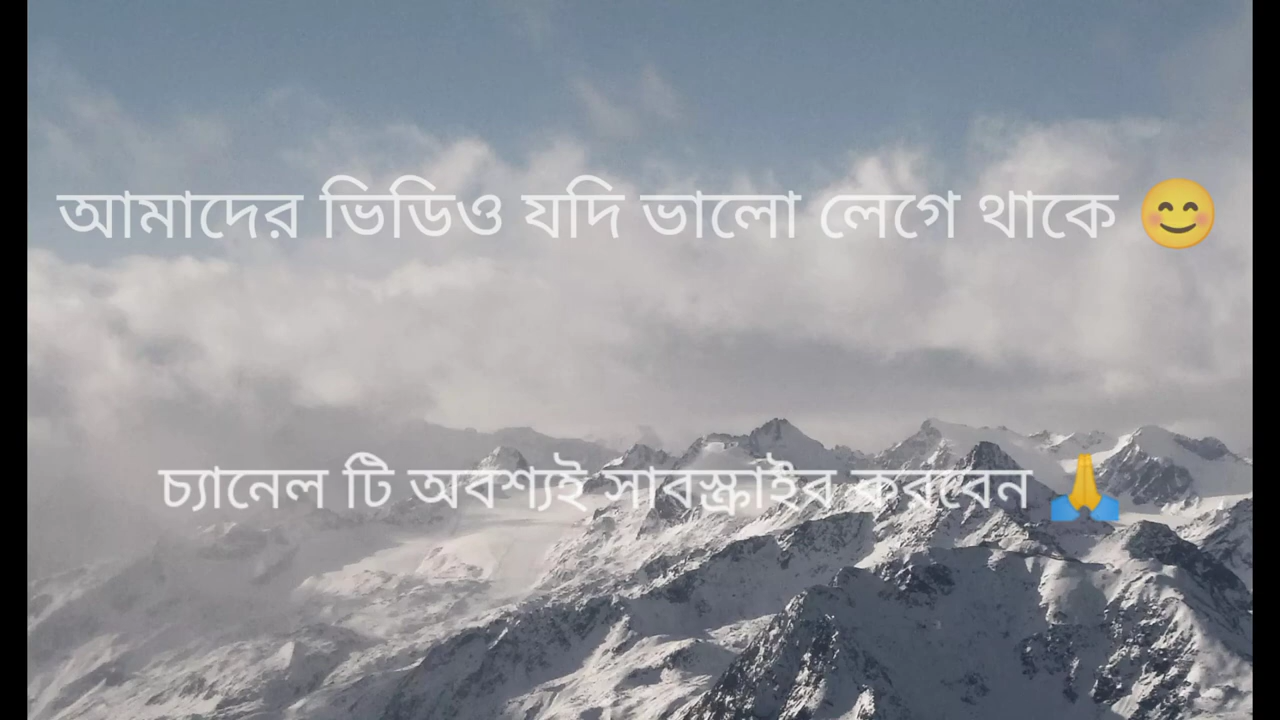 আমাদের ভিডিও যদি ভালো লেগে থাকে 😊
চ্যানেল টি অবশ্যই সাবস্ক্রাইব করবেন 🙏